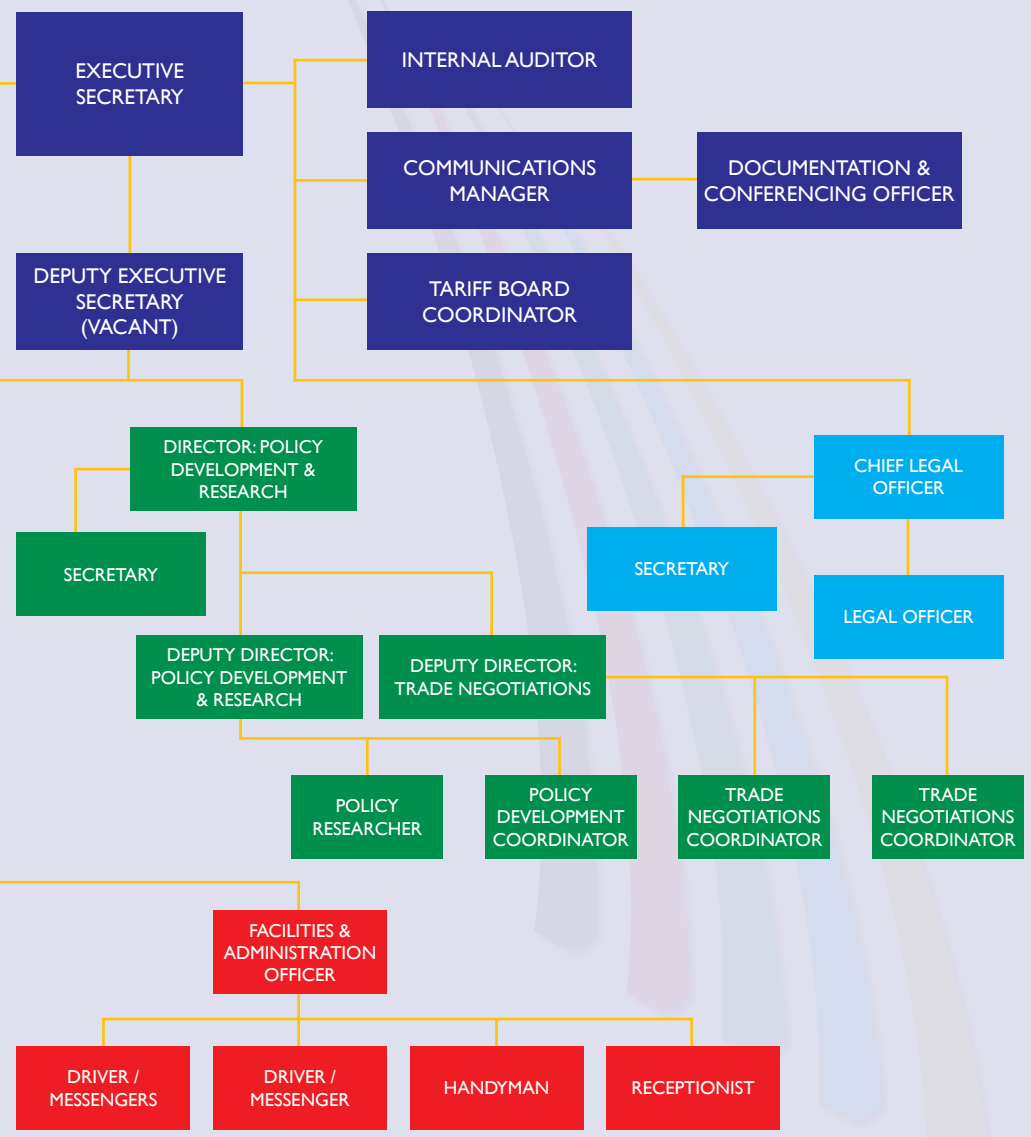 EXECUTIVE
SECRETARY
INTERNAL AUDITOR
COMMUNICATIONS
MANAGER
DOCUMENTATION &
CONFERENCING OFFICER
DEPUTY EXECUTIVE
SECRETARY
(VACANT)
TARIFF BOARD
COORDINATOR
DIRECTOR: POLICY
DEVELOPMENT &
RESEARCH
CHIEF LEGAL
OFFICER
SECRETARY
SECRETARY
LEGAL OFFICER
DEPUTY DIRECTOR:
POLICY DEVELOPMENT
& RESEARCH
DEPUTY DIRECTOR:
TRADE NEGOTIATIONS
POLICY
RESEARCHER
POLICY
DEVELOPMENT
COORDINATOR
TRADE
NEGOTIATIONS
COORDINATOR
TRADE
NEGOTIATIONS
COORDINATOR
FACILITIES &
ADMINISTRATION
OFFICER
DRIVER /
MESSENGERS
DRIVER /
MESSENGER
HANDYMAN
RECEPTIONIST